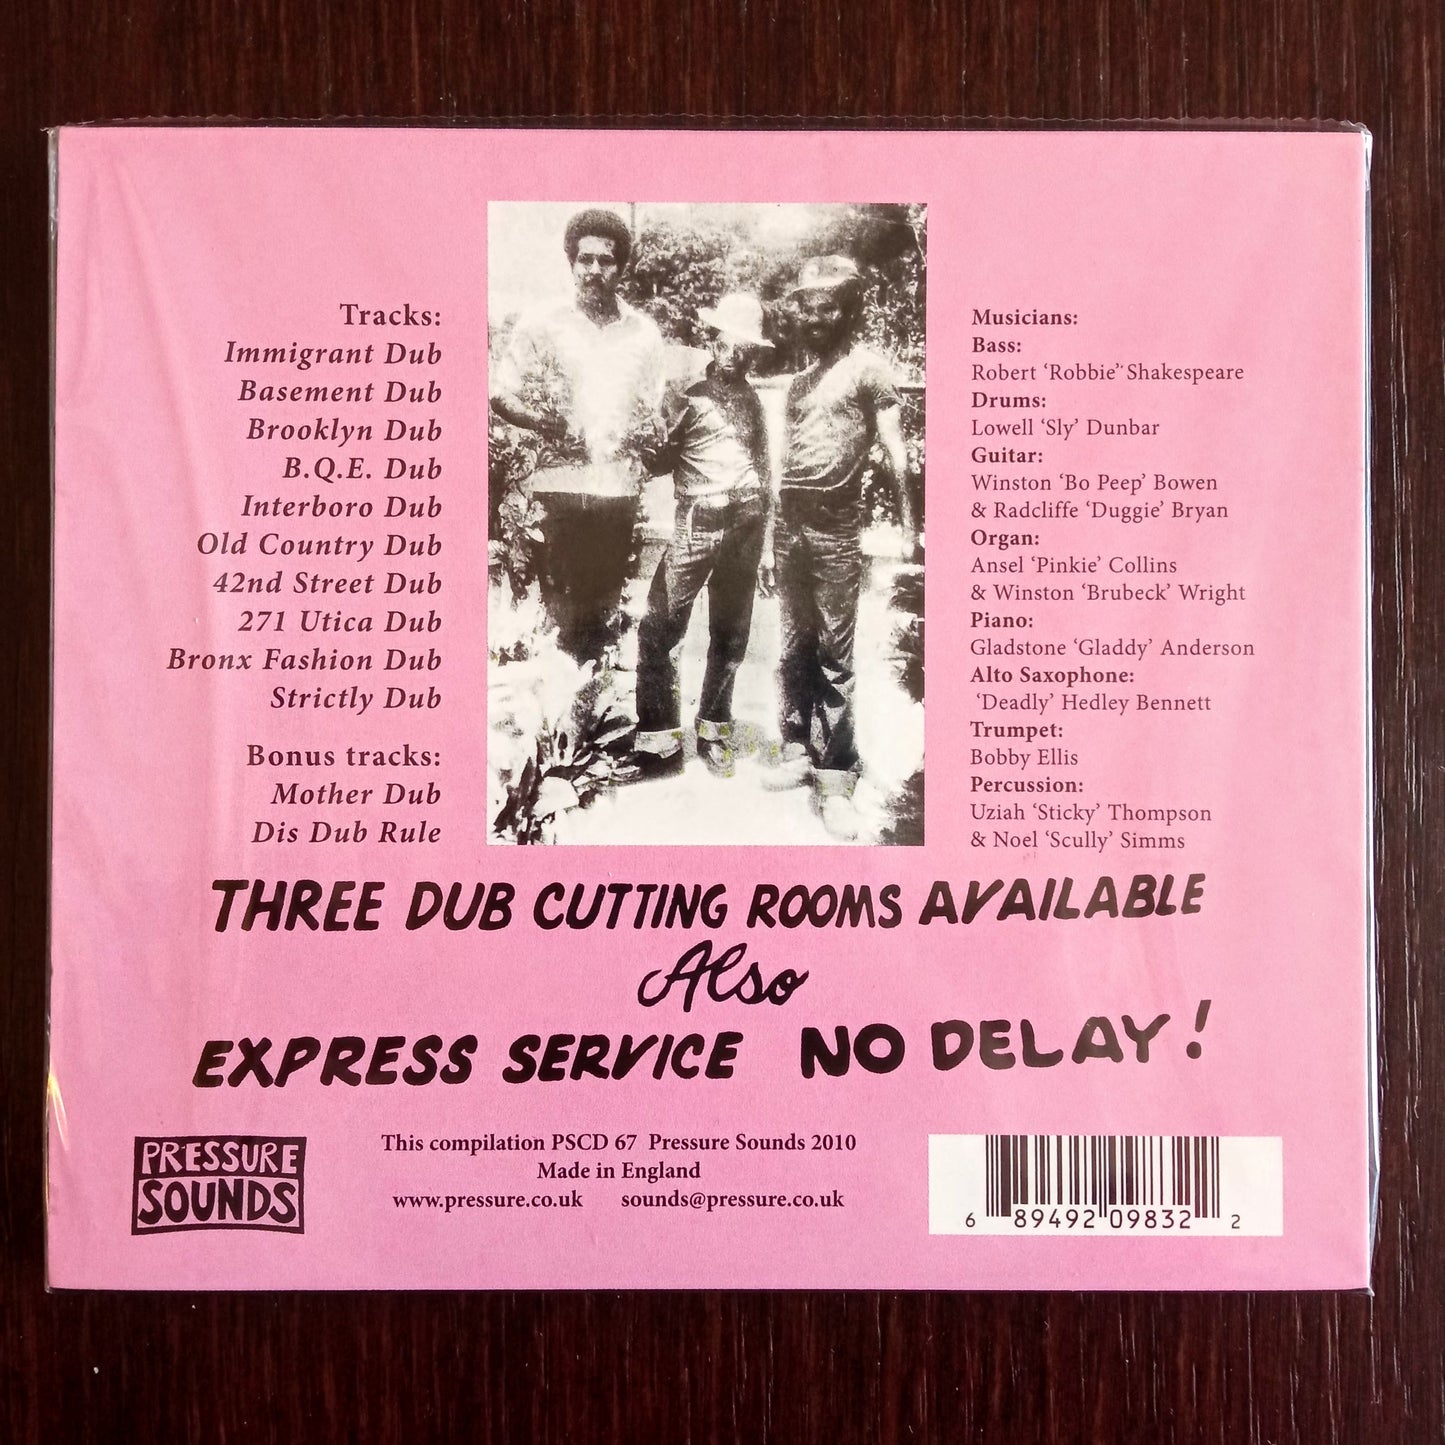 Tracks:
Immigrant Dub
Basement Dub
Brooklyn Dub
B.Q.E. Dub
Interboro Dub
Old Country Dub
42nd Street Dub
271 Utica Dub
Bronx Fashion Dub
Strictly Dub
Bonus tracks:
Mother Dub
Dis Dub Rule
Musicians:
Bass:
Robert ‘Robbie’' Shakespeare
Drums:
Lowell ‘Sly’ Dunbar
Guitar:
Winston ‘Bo Peep’ Bowen
& Radcliffe ‘Duggie’ Bryan
Organ:
Ansel ‘Pinkie’ Collins
& Winston ‘Brubeck’ Wright
Piano:
Gladstone ‘Gladdy’ Anderson
Alto Saxophone:
‘Deadly’ Hedley Bennett
Trumpet:
Bobby Ellis
Percussion:
Uziah ‘Sticky’ Thompson
& Noel ‘Scully’ Simms
THREE DUB CUTTING ROOMS AVAILABLE
Also
EXPRESS SERVICE NO DELAY!
PRESSURE
SOUNDS
This compilation PSCD 67 Pressure Sounds 2010
Made in England
www.pressure.co.uk sounds@pressure.co.uk
6 89492 09832 2